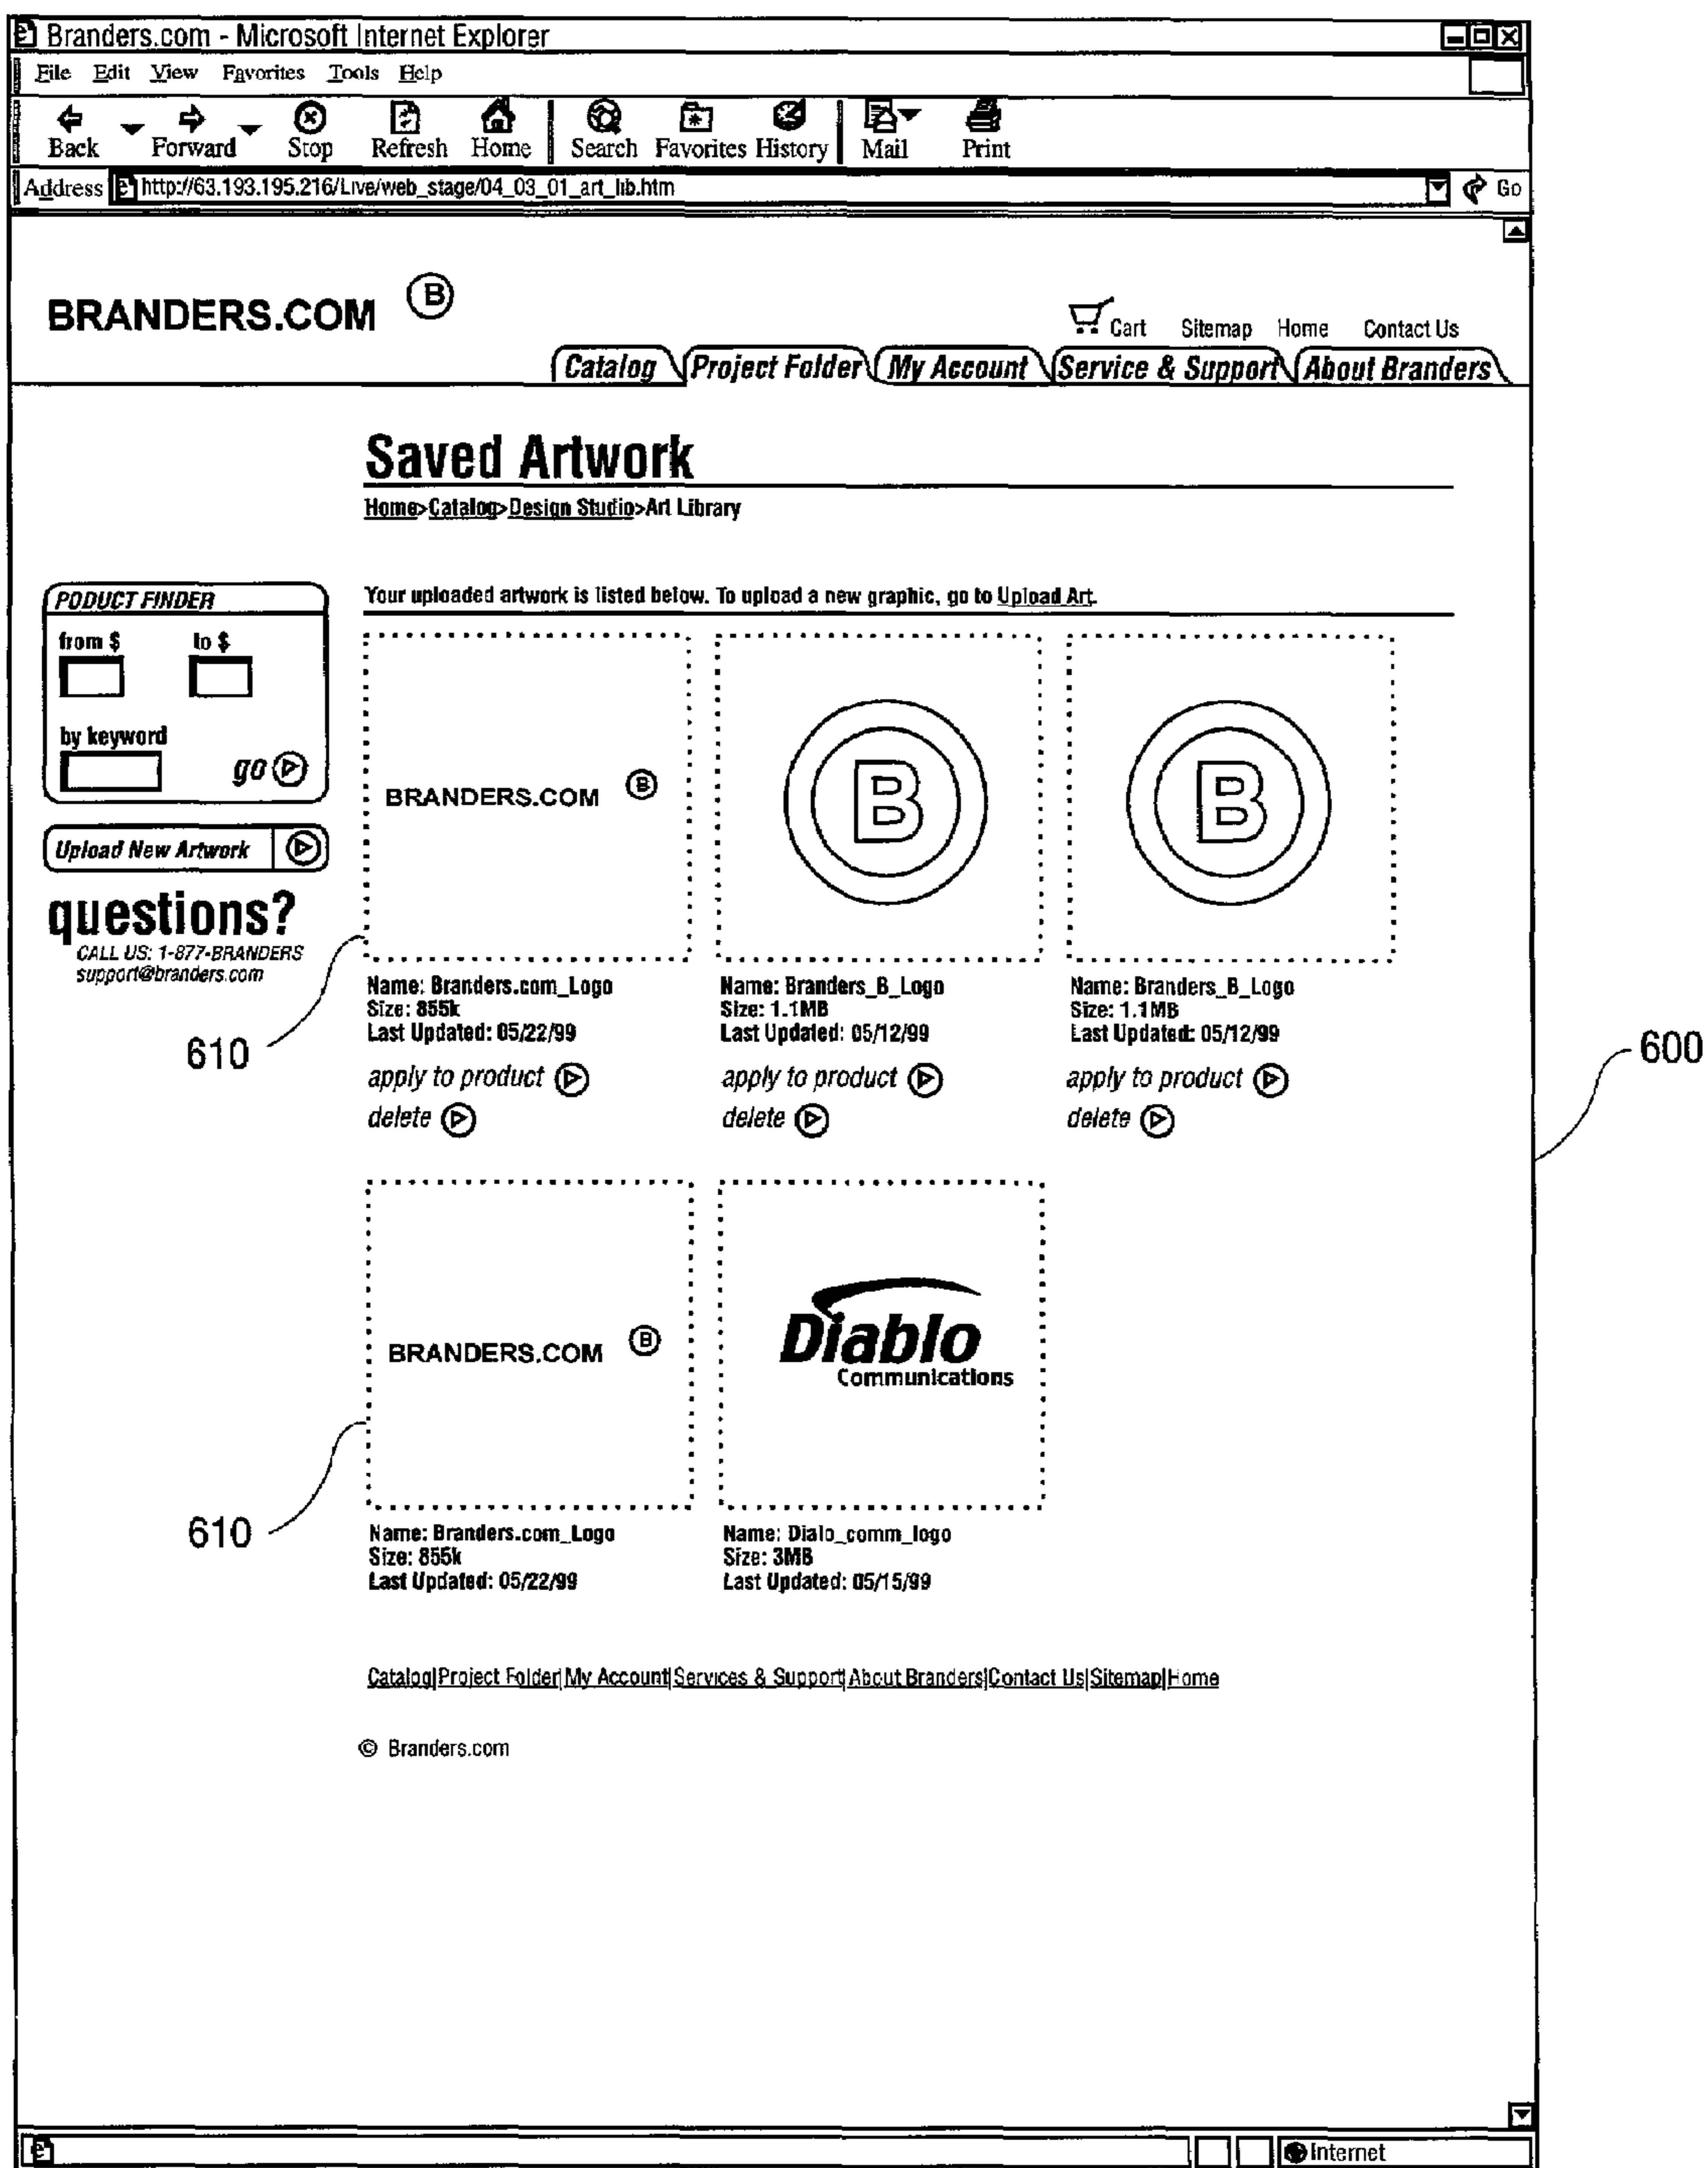 Branders.com - Microsoft Internet Explorer
File Edit View Favorites Tools Help
Back Forward Stop Refresh Home Search Favorites History Mail Print
Address http://63.193.195.216/Live/web_stage/04_03_01_art_lib.htm Go
BRANDERS.COM B
Cart Sitemap Home Contact Us
Catalog Project Folder My Account Service & Support About Branders
Saved Artwork
Home>Catalog>Design Studio>Art Library
PODUCT FINDER
from $ to $
by keyword
go
Upload New Artwork
questions?
CALL US: 1-877-BRANDERS
support@branders.com
Your uploaded artwork is listed below. To upload a new graphic, go to Upload Art.
BRANDERS.COM B
B
B
610
Name: Branders.com_Logo
Size: 855k
Last Updated: 05/22/99
apply to product
delete
Name: Branders_B_Logo
Size: 1.1MB
Last Updated: 05/12/99
apply to product
delete
Name: Branders_B_Logo
Size: 1.1MB
Last Updated: 05/12/99
apply to product
delete
600
BRANDERS.COM B
Diablo
Communications
610
Name: Branders.com_Logo
Size: 855k
Last Updated: 05/22/99
Name: Dialo_comm_logo
Size: 3MB
Last Updated: 05/15/99
Catalog|Project Folder|My Account|Services & Support|About Branders|Contact Us|Sitemap|Home
© Branders.com
Internet